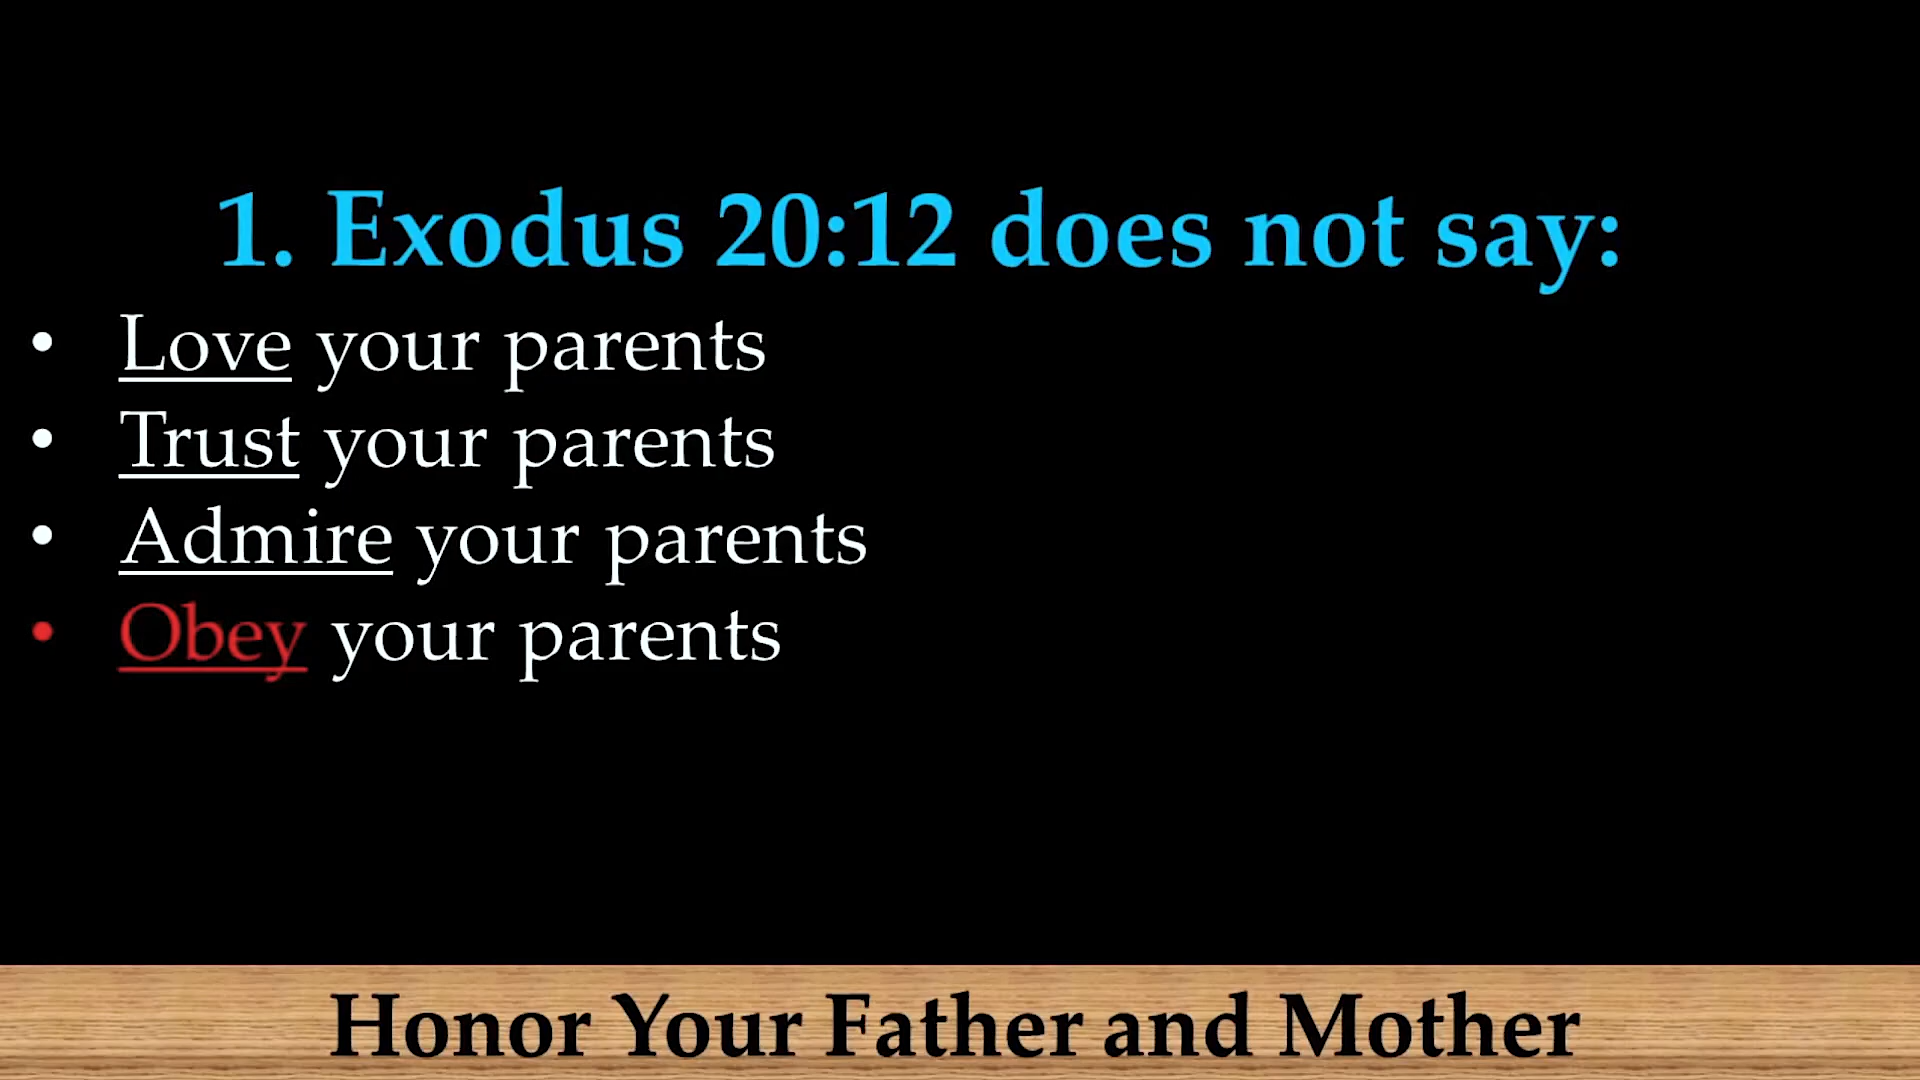 1. Exodus 20:12 does not say:
• Love your parents
• Trust your parents
• Admire your parents
• Obey your parents
Honor Your Father and Mother